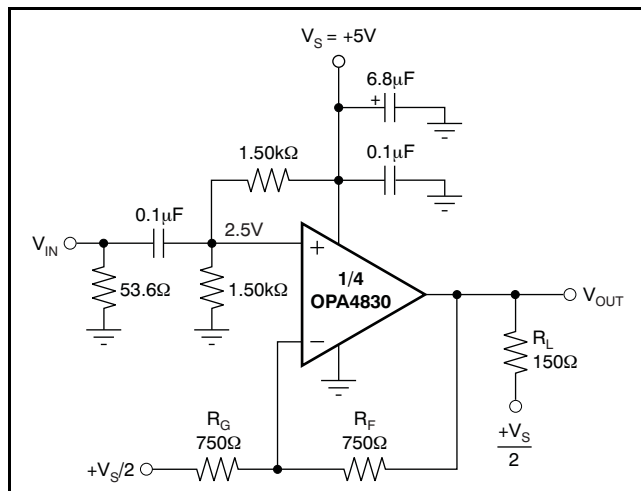 V_S = +5V
6.8μF
+
1.50kΩ
0.1μF
0.1μF
2.5V
V_IN
53.6Ω
1.50kΩ
+
1/4
OPA4830
−
V_OUT
R_L
150Ω
+V_S
2
R_G
750Ω
R_F
750Ω
+V_S/2